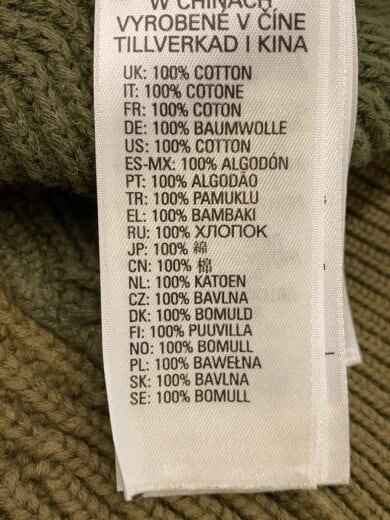 W CHINACH
VYROBENÉ V ČÍNE
TILLVERKAD I KINA
UK: 100% COTTON
IT: 100% COTONE
FR: 100% COTON
DE: 100% BAUMWOLLE
US: 100% COTTON
ES-MX: 100% ALGODÓN
PT: 100% ALGODÃO
TR: 100% PAMUKLU
EL: 100% BAMBAKI
RU: 100% ХЛОПОК
JP: 100% 綿
CN: 100% 棉
NL: 100% KATOEN
CZ: 100% BAVLNA
DK: 100% BOMULD
FI: 100% PUUVILLA
NO: 100% BOMULL
PL: 100% BAWEŁNA
SK: 100% BAVLNA
SE: 100% BOMULL